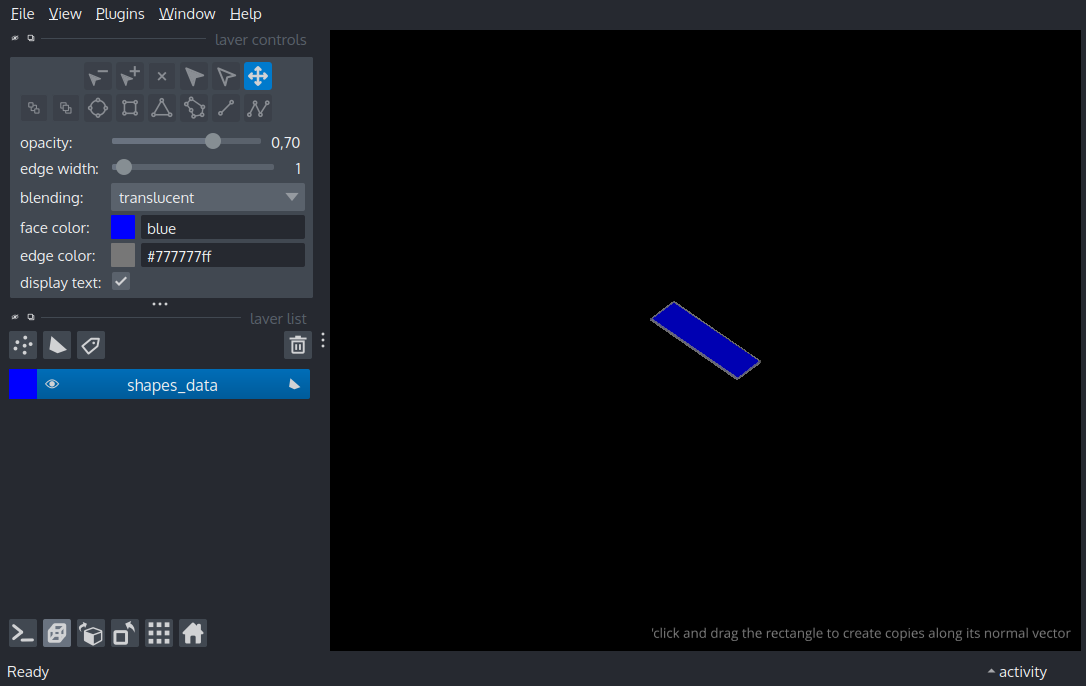 File View Plugins Window Help
layer controls
opacity: 0,70
edge width: 1
blending: translucent
face color: blue
edge color: #777777ff
display text:
layer list
shapes_data
'click and drag the rectangle to create copies along its normal vector
Ready
activity